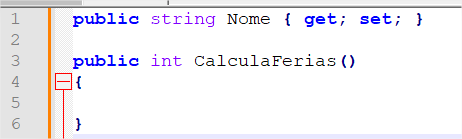 1 public string Nome { get; set; }
2
3 public int CalculaFerias()
4 {
5
6 }